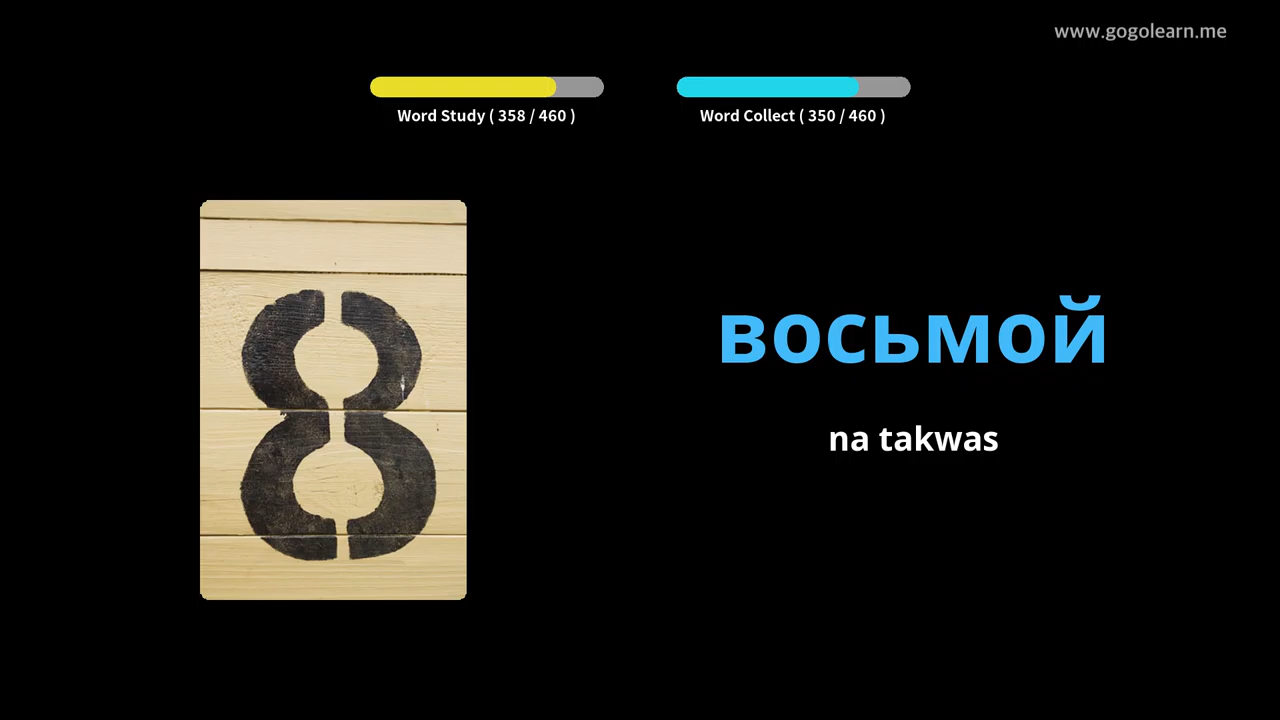 www.gogolearn.me
Word Study ( 358 / 460 )
Word Collect ( 350 / 460 )
8
восьмой
na takwas